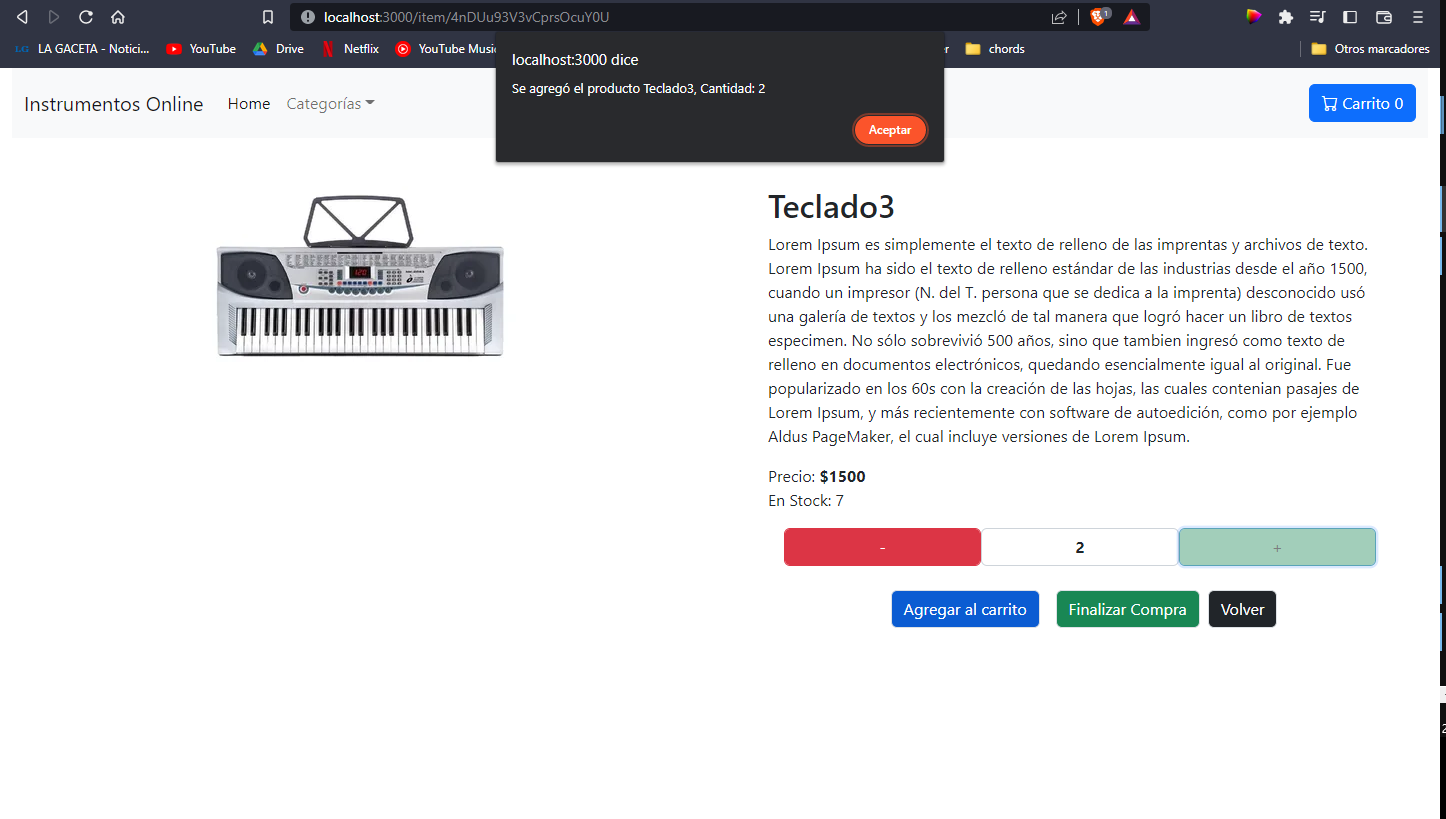 localhost:3000/item/4nDUu93V3vCprsOcuY0U
1
LA GACETA - Notici...
YouTube
Drive
Netflix
YouTube Music
chords
Otros marcadores
localhost:3000 dice
Se agregó el producto Teclado3, Cantidad: 2
Aceptar
Instrumentos Online
Home
Categorías
Carrito 0
Teclado3
Lorem Ipsum es simplemente el texto de relleno de las imprentas y archivos de texto.
Lorem Ipsum ha sido el texto de relleno estándar de las industrias desde el año 1500,
cuando un impresor (N. del T. persona que se dedica a la imprenta) desconocido usó
una galería de textos y los mezcló de tal manera que logró hacer un libro de textos
especimen. No sólo sobrevivió 500 años, sino que tambien ingresó como texto de
relleno en documentos electrónicos, quedando esencialmente igual al original. Fue
popularizado en los 60s con la creación de las hojas, las cuales contenian pasajes de
Lorem Ipsum, y más recientemente con software de autoedición, como por ejemplo
Aldus PageMaker, el cual incluye versiones de Lorem Ipsum.
Precio: $1500
En Stock: 7
- 2 +
Agregar al carrito
Finalizar Compra
Volver